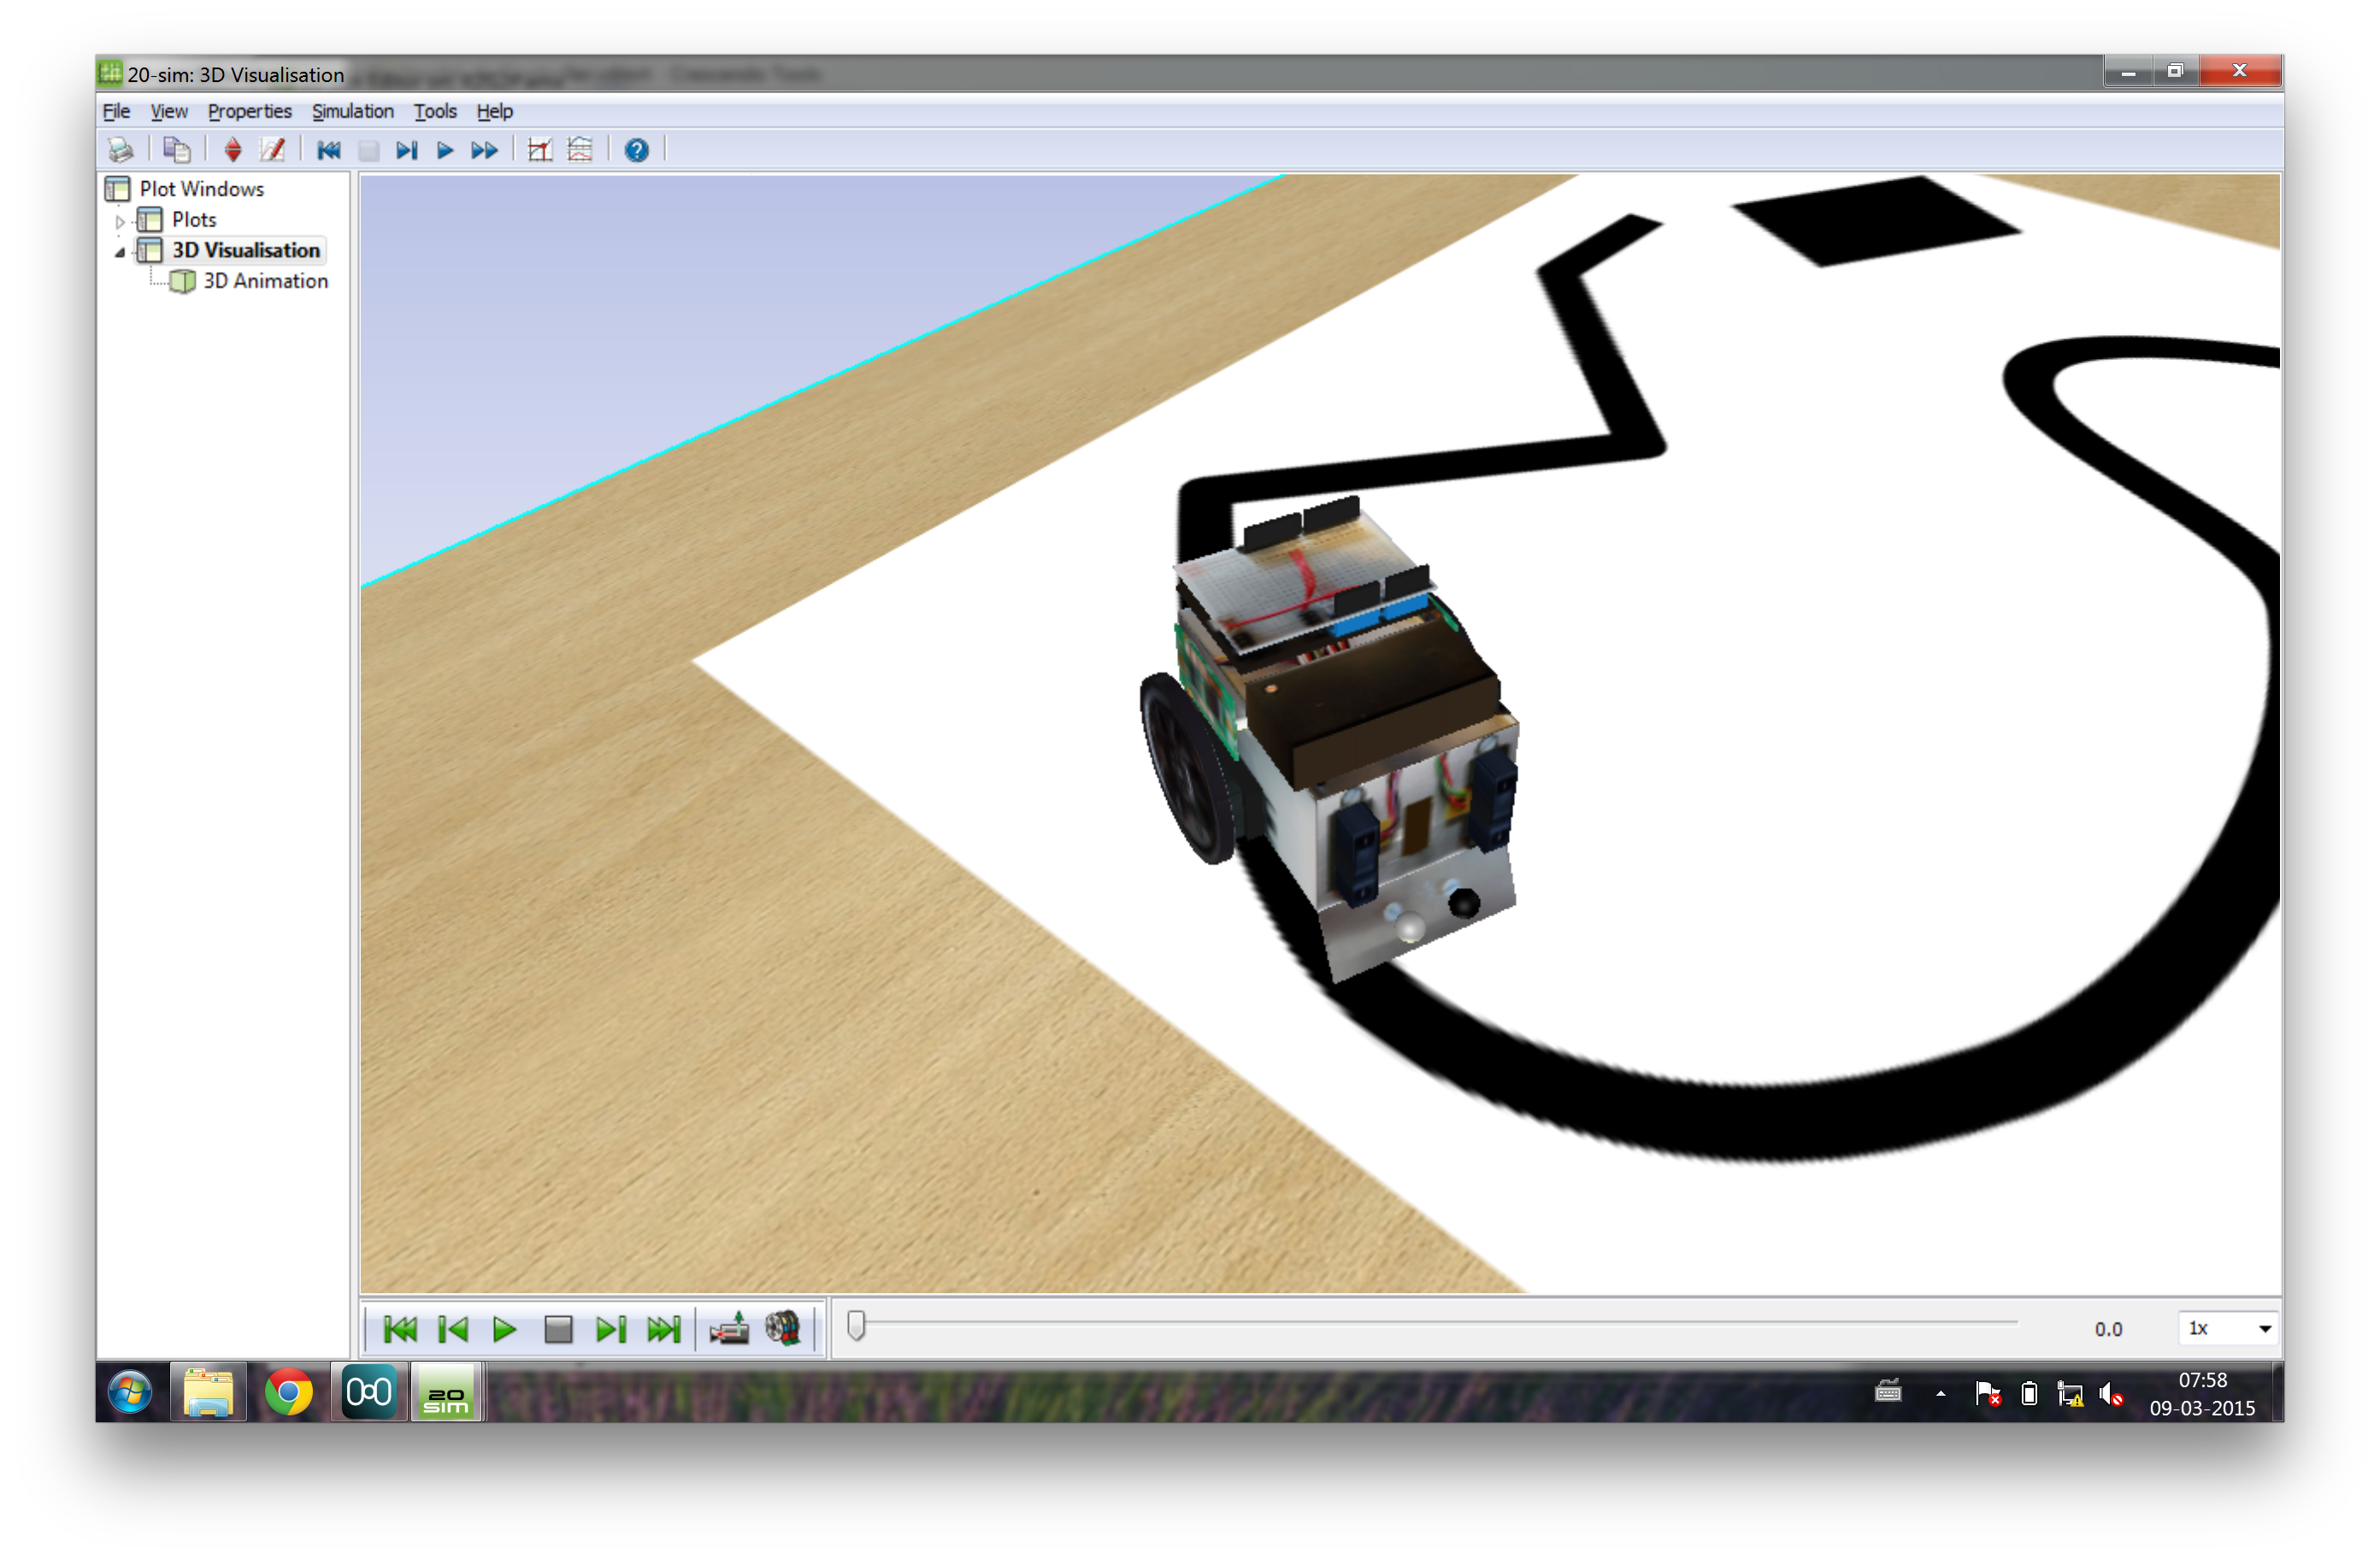 20-sim: 3D Visualisation
File View Properties Simulation Tools Help
Plot Windows
Plots
3D Visualisation
3D Animation
0.0 1x
20
sim
07:58
09-03-2015